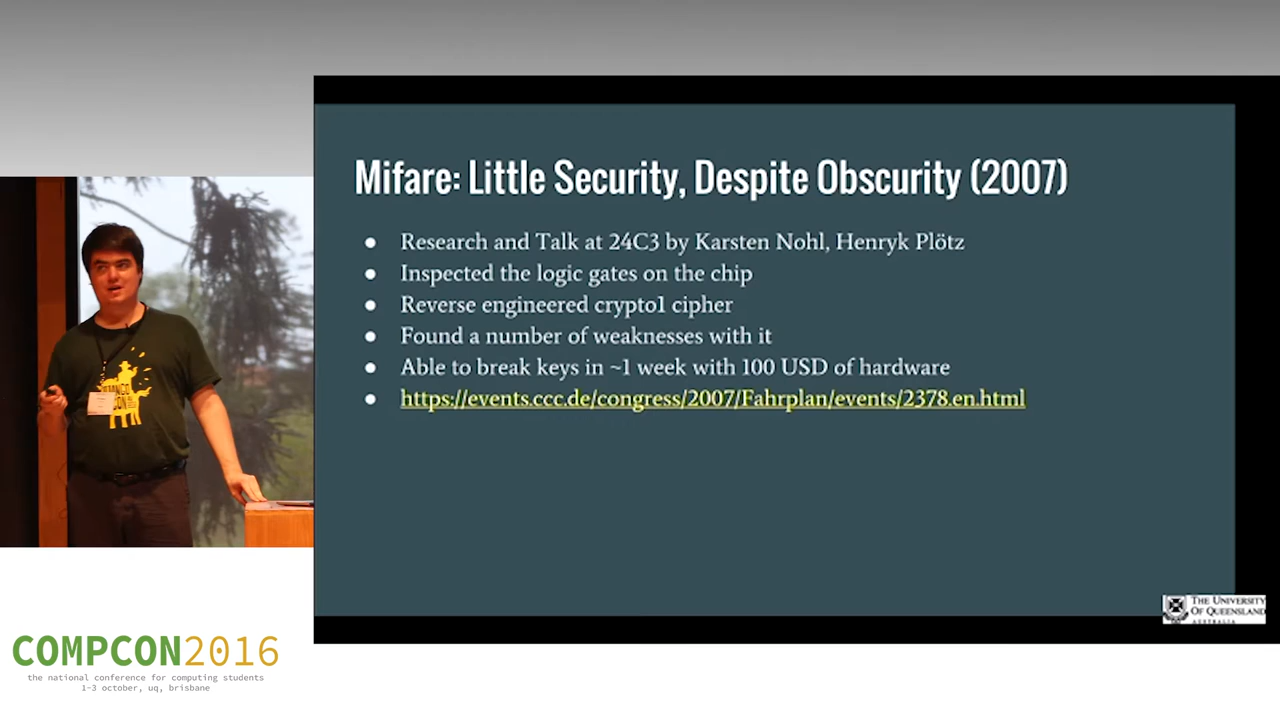 Mifare: Little Security, Despite Obscurity (2007)
● Research and Talk at 24C3 by Karsten Nohl, Henryk Plötz
● Inspected the logic gates on the chip
● Reverse engineered crypto1 cipher
● Found a number of weaknesses with it
● Able to break keys in ~1 week with 100 USD of hardware
● https://events.ccc.de/congress/2007/Fahrplan/events/2378.en.html
THE UNIVERSITY
OF QUEENSLAND
AUSTRALIA
COMPCON2016
the national conference for computing students
1-3 october, uq, brisbane